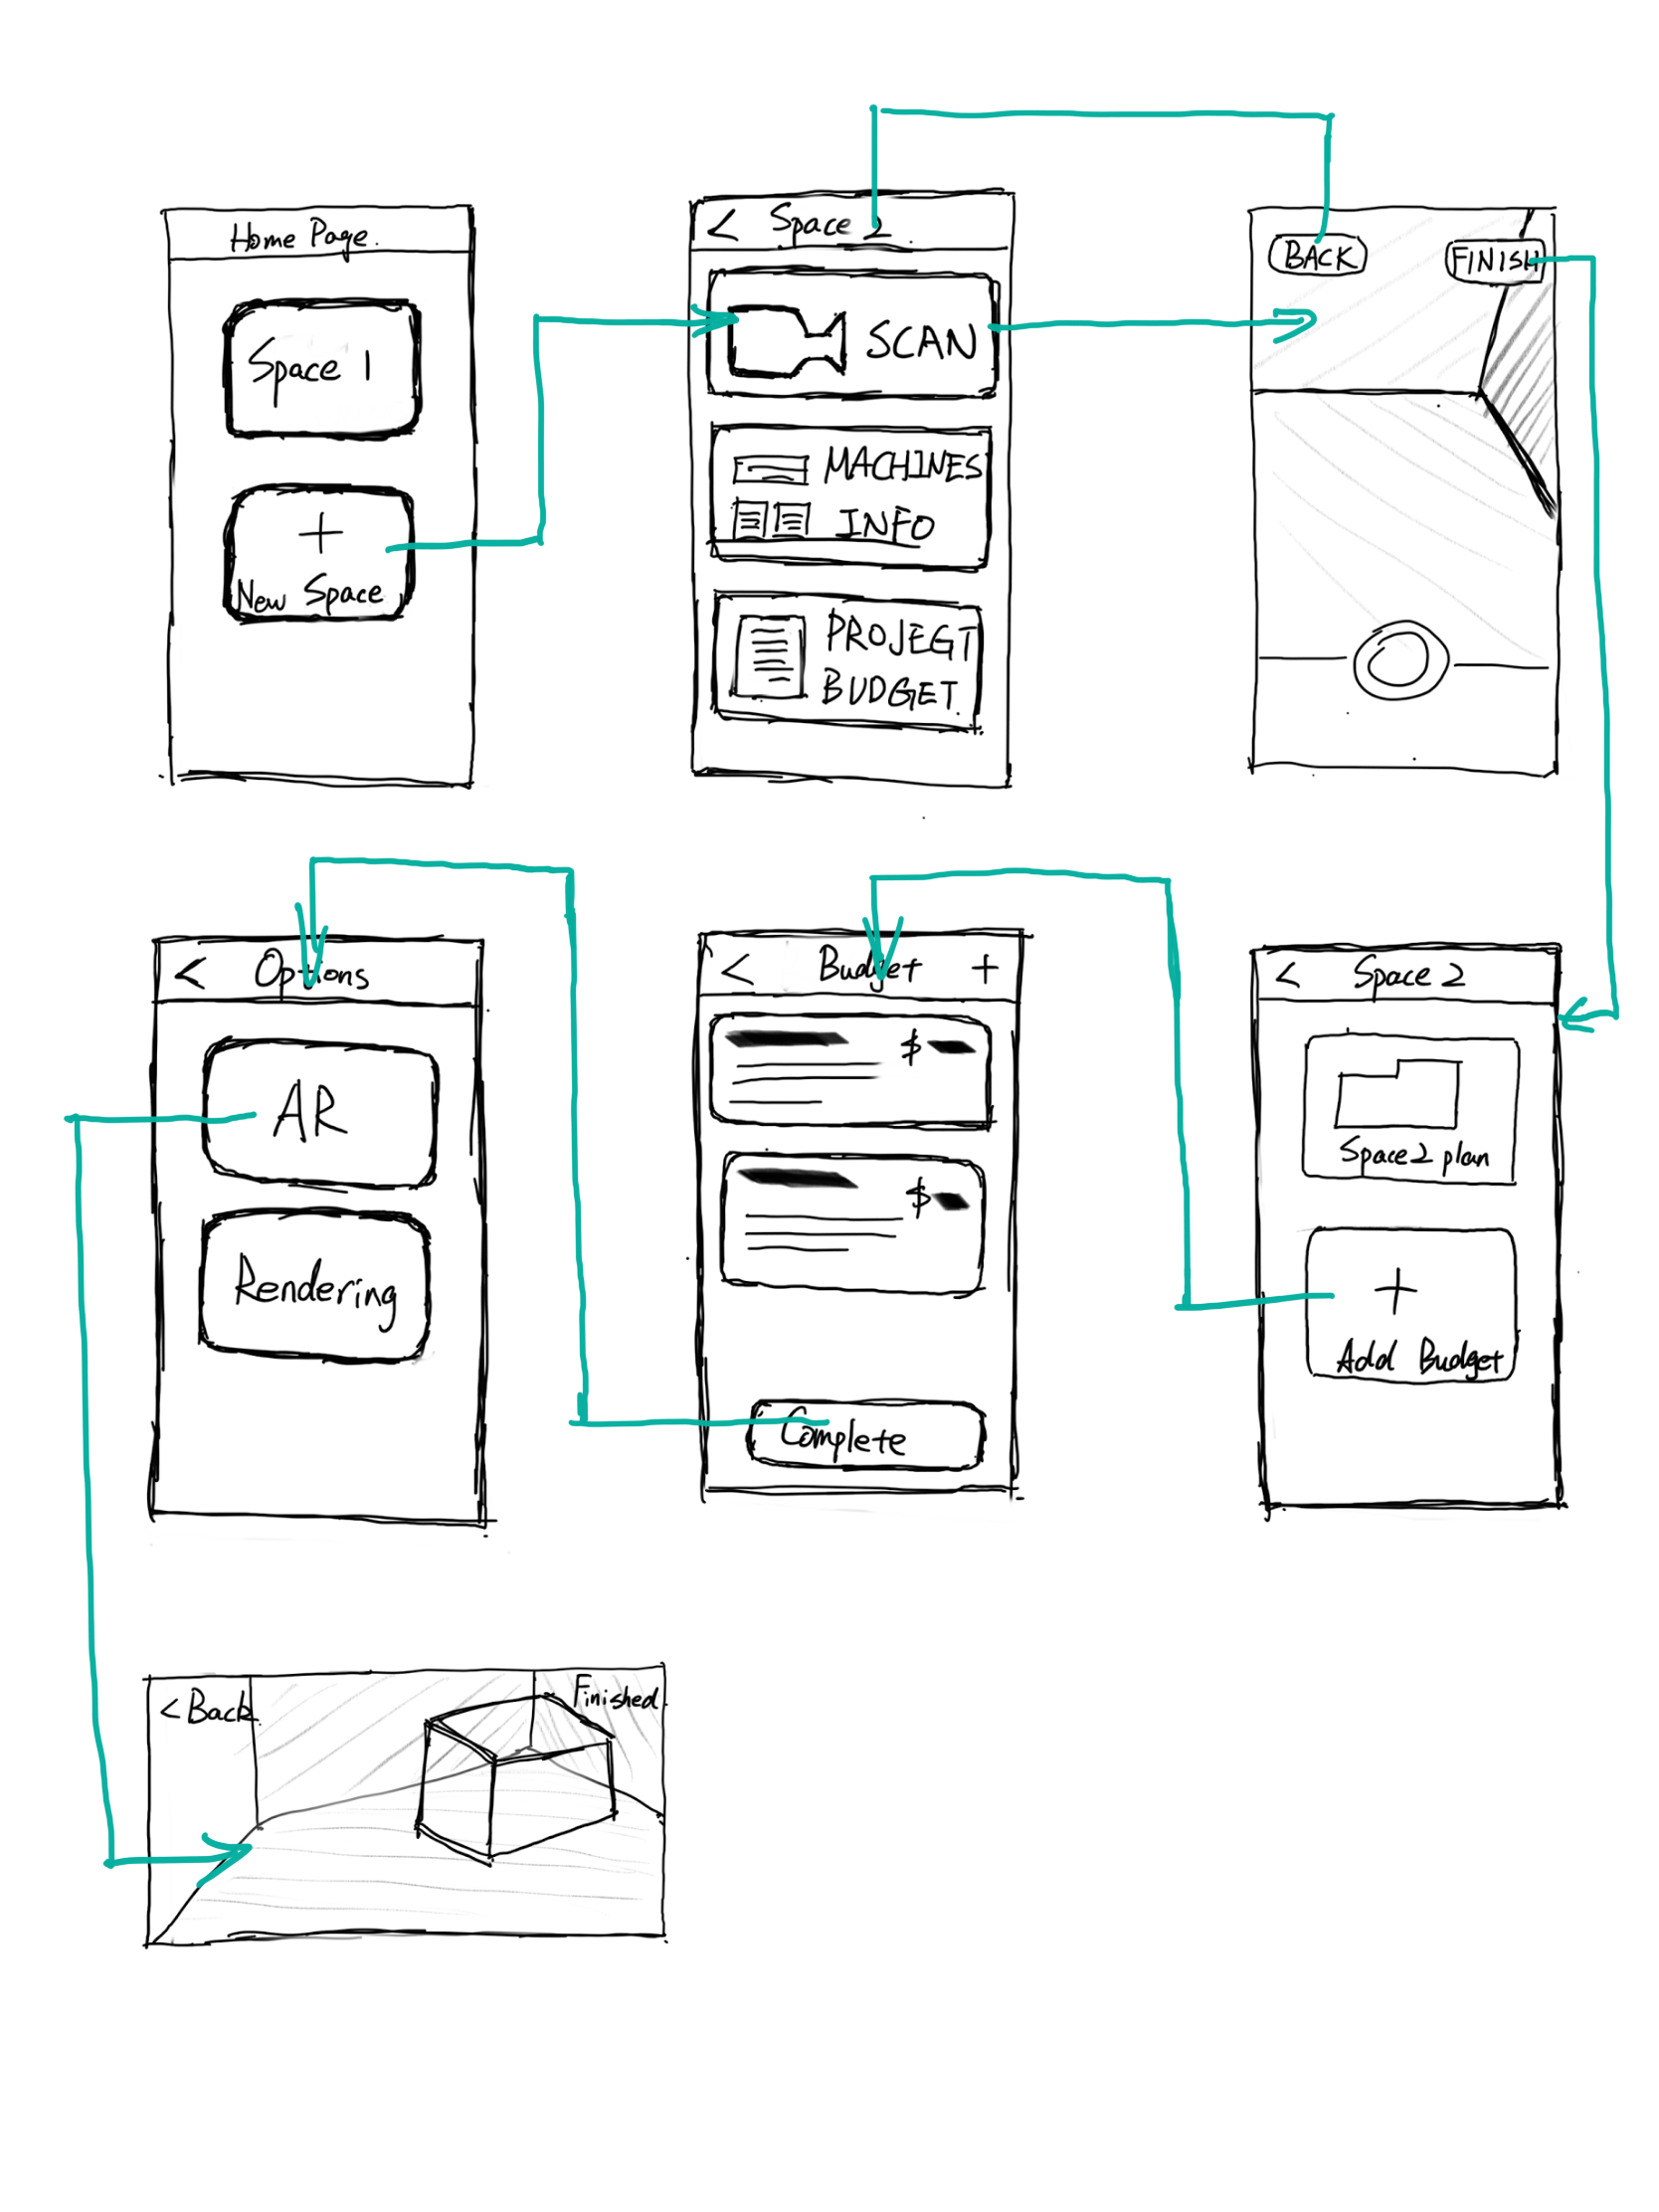 Home Page.
Space 1
+
New Space
< Space 2
SCAN
MACHINES
INFO
PROJECT
BUDGET
BACK
FINISH
< Options
AR
Rendering
< Budget +
$
$
Complete
< Space 2
Space 2 plan
+
Add Budget
< Back
Finished